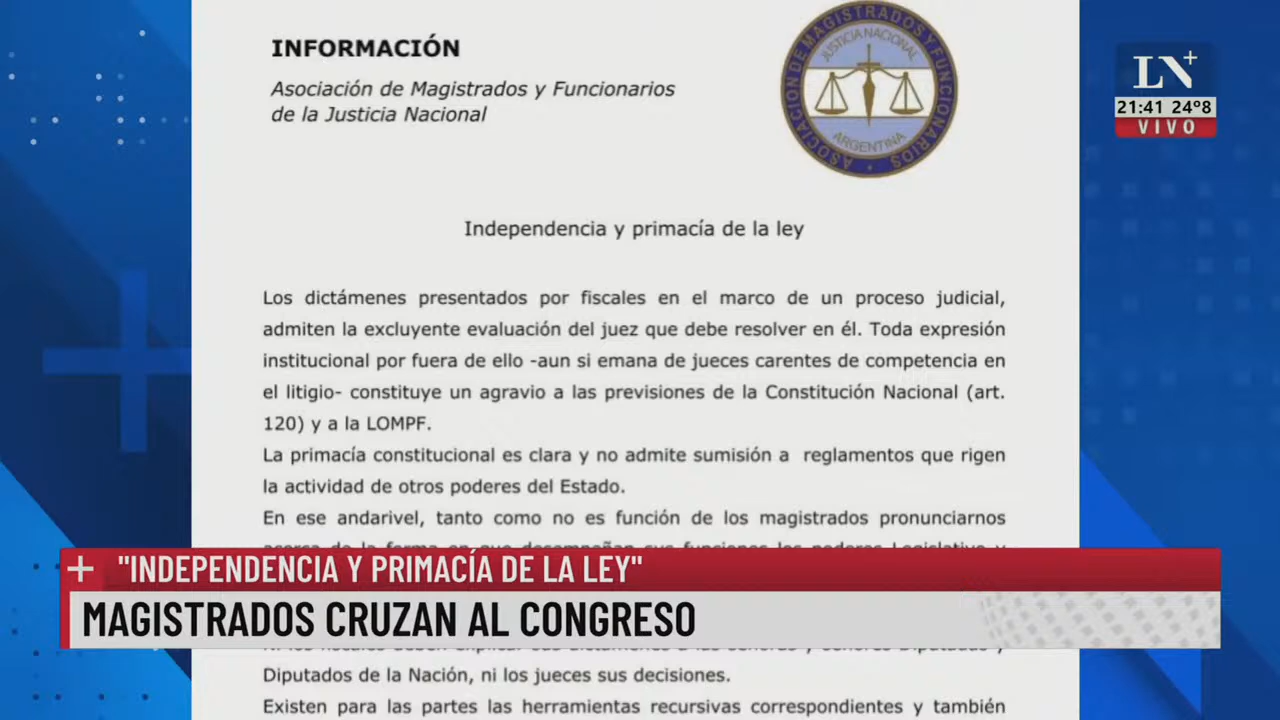 INFORMACIÓN
Asociación de Magistrados y Funcionarios
de la Justicia Nacional
ASOCIACIÓN DE MAGISTRADOS Y FUNCIONARIOS
JUSTICIA NACIONAL
ARGENTINA
LN+
21:41 24º8
VIVO
Independencia y primacía de la ley
Los dictámenes presentados por fiscales en el marco de un proceso judicial,
admiten la excluyente evaluación del juez que debe resolver en él. Toda expresión
institucional por fuera de ello -aun si emana de jueces carentes de competencia en
el litigio- constituye un agravio a las previsiones de la Constitución Nacional (art.
120) y a la LOMPF.
La primacía constitucional es clara y no admite sumisión a reglamentos que rigen
la actividad de otros poderes del Estado.
En ese andarivel, tanto como no es función de los magistrados pronunciarnos
"INDEPENDENCIA Y PRIMACÍA DE LA LEY"
MAGISTRADOS CRUZAN AL CONGRESO
Diputados de la Nación, ni los jueces sus decisiones.
Existen para las partes las herramientas recursivas correspondientes y también